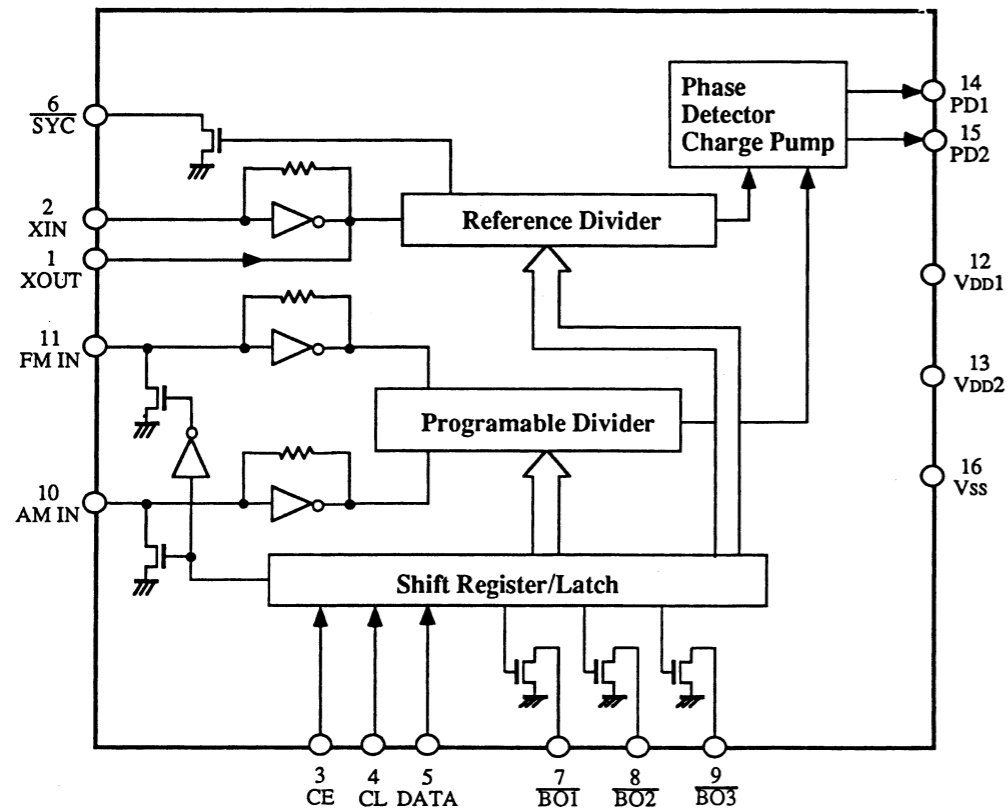 6
SYC
2
XIN
1
XOUT
11
FM IN
10
AM IN
Phase
Detector
Charge Pump
Reference Divider
Programable Divider
Shift Register/Latch
14
PD1
15
PD2
12
VDD1
13
VDD2
16
VSS
3
CE
4
CL
5
DATA
7
BO1
8
BO2
9
BO3